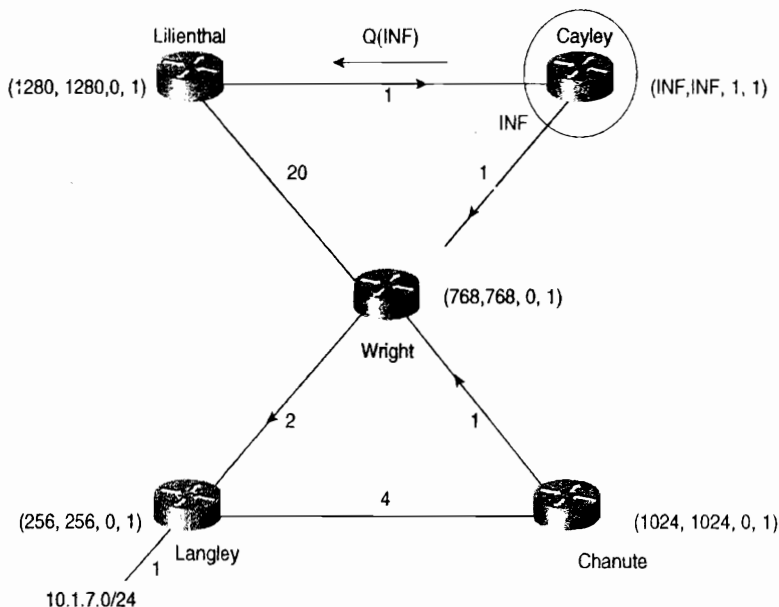 Lilienthal
Q(INF)
Cayley
(1280, 1280,0, 1)
1
(INF,INF, 1, 1)
INF
20
1
(768,768, 0, 1)
Wright
2
1
(256, 256, 0, 1)
4
(1024, 1024, 0, 1)
Langley
Chanute
1
10.1.7.0/24